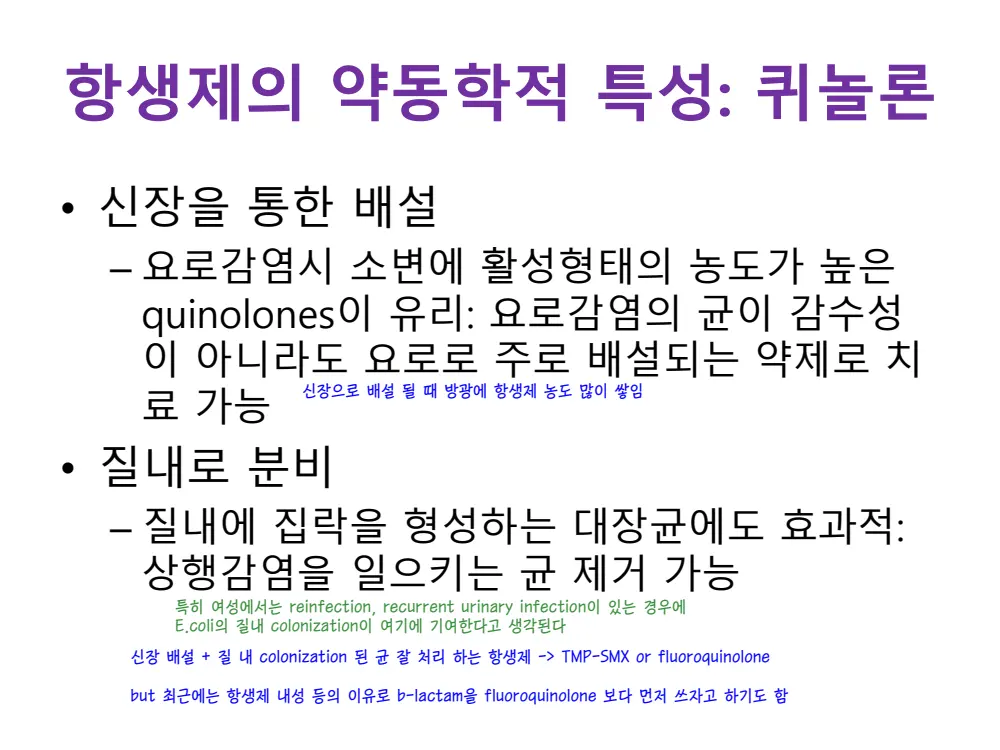 항생제의 약동학적 특성: 퀴놀론
• 신장을 통한 배설
– 요로감염시 소변에 활성형태의 농도가 높은
quinolones이 유리: 요로감염의 균이 감수성
이 아니라도 요로로 주로 배설되는 약제로 치
료 가능
신장으로 배설 될 때 방광에 항생제 농도 많이 쌓임
• 질내로 분비
– 질내에 집락을 형성하는 대장균에도 효과적:
상행감염을 일으키는 균 제거 가능
특히 여성에서는 reinfection, recurrent urinary infection이 있는 경우에
E.coli의 질내 colonization이 여기에 기여한다고 생각된다
신장 배설 + 질 내 colonization 된 균 잘 처리 하는 항생제 -> TMP-SMX or fluoroquinolone
but 최근에는 항생제 내성 등의 이유로 b-lactam을 fluoroquinolone 보다 먼저 쓰자고 하기도 함